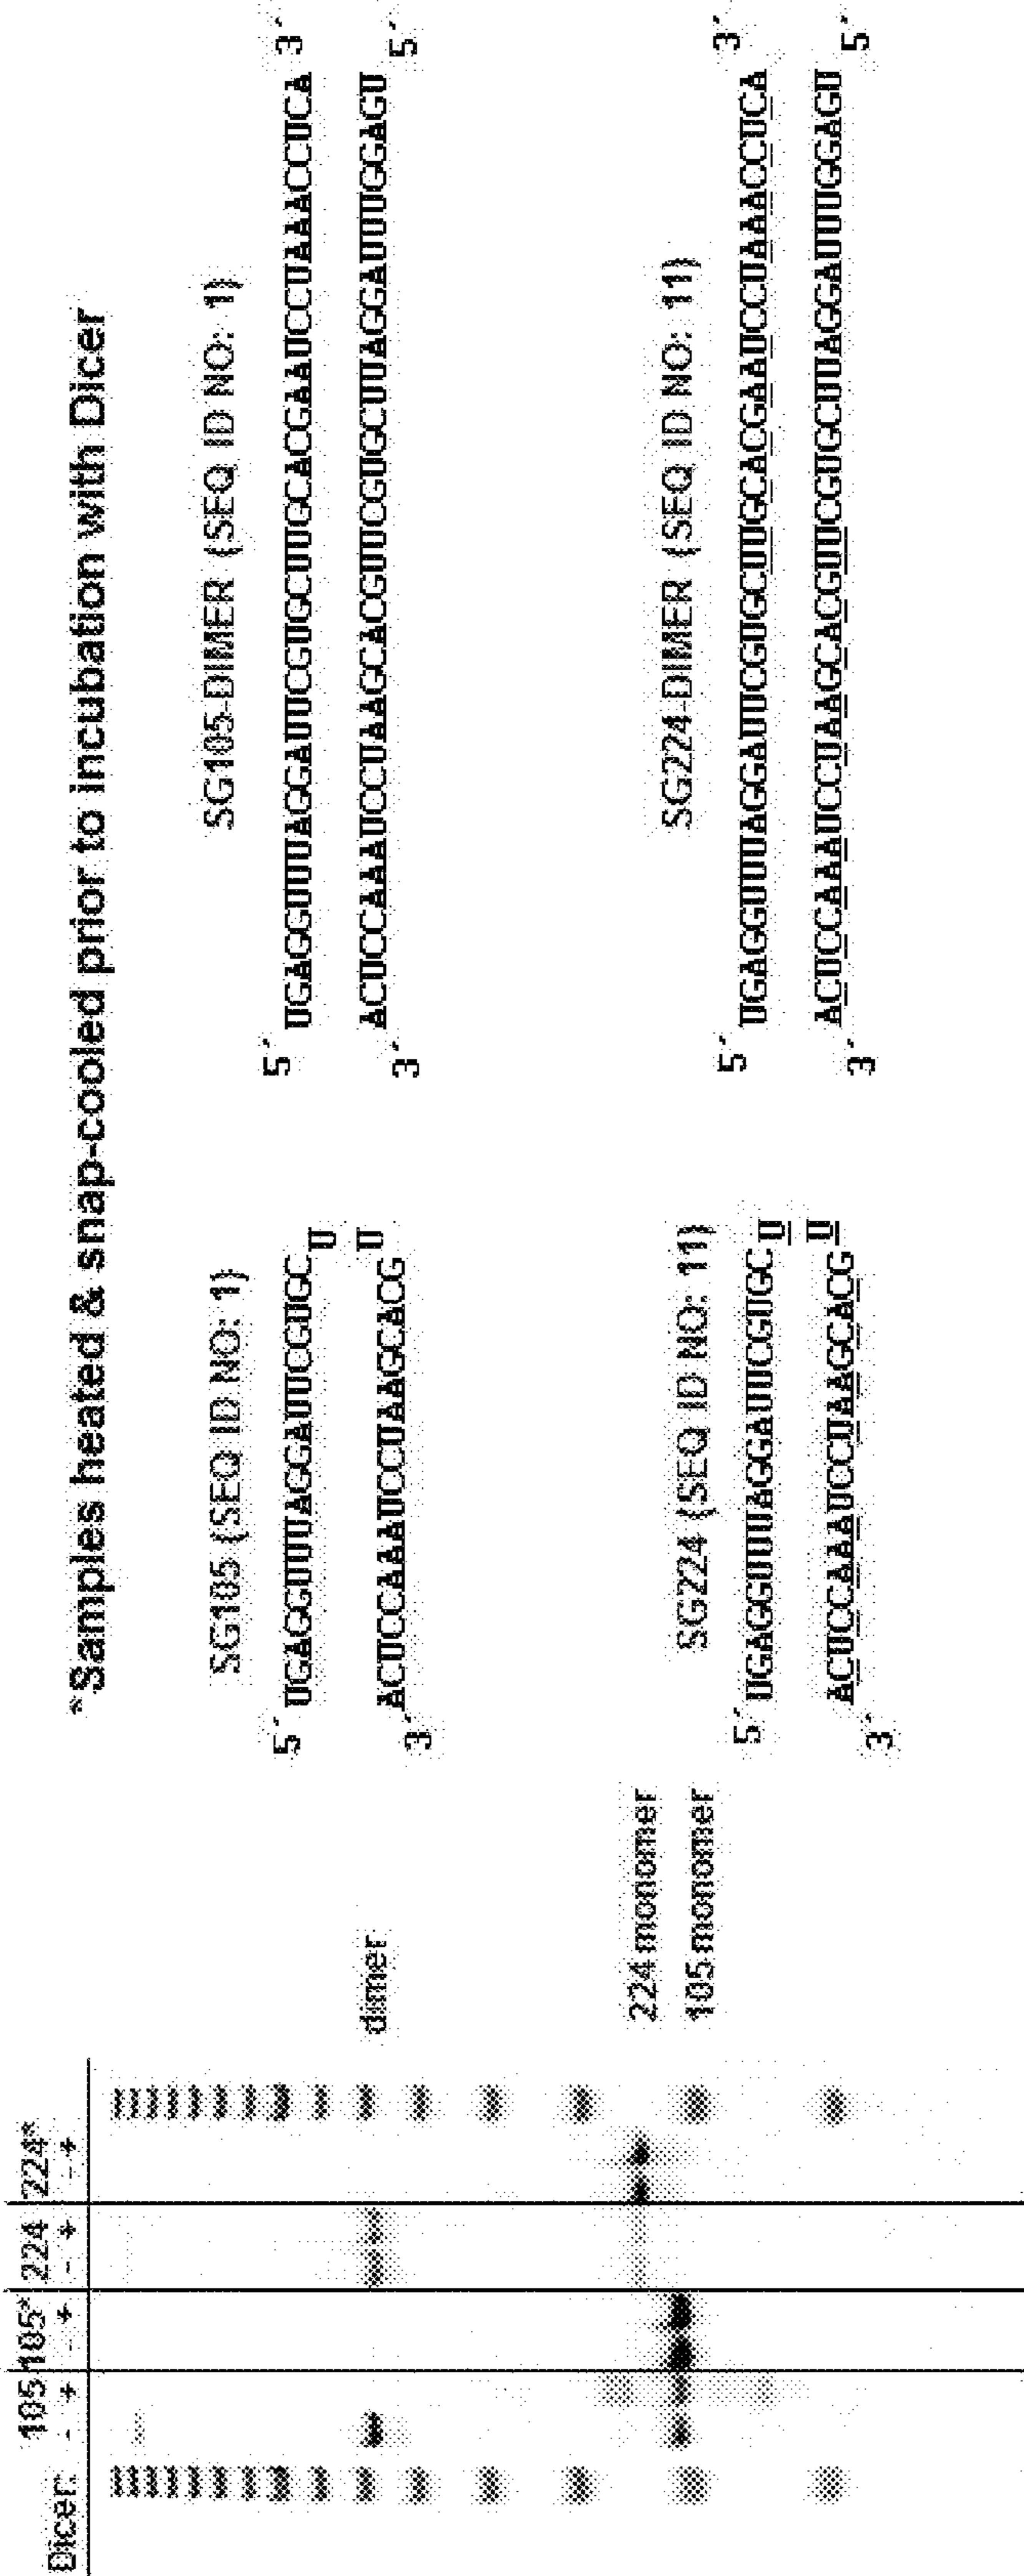 *Samples heated & snap-cooled prior to incubation with Dicer
Dicer:
105 105* 224 224*
- + - + - + - +
dimer
224 monomer
105 monomer
SG105 (SEQ ID NO: 1)
5´ UGAGGUUUAGGAUUCGUGC
U
U
3´ ACUCCAAAUCCUAAGCACG
SG105-DIMER (SEQ ID NO: 1)
5´ UGAGGUUUAGGAUUCGUGCUUGCACGAAUCCUAAACCUCA 3´
3´ ACUCCAAAUCCUAAGCACGUUCGUGCUUAGGAUUUGGAGU 5´
SG224 (SEQ ID NO: 11)
5´ UGAGGUUUAGGAUUCGUGC
U
U
3´ ACUCCAAAUCCUAAGCACG
SG224-DIMER (SEQ ID NO: 11)
5´ UGAGGUUUAGGAUUCGUGCUUGCACGAAUCCUAAACCUCA 3´
3´ ACUCCAAAUCCUAAGCACGUUCGUGCUUAGGAUUUGGAGU 5´